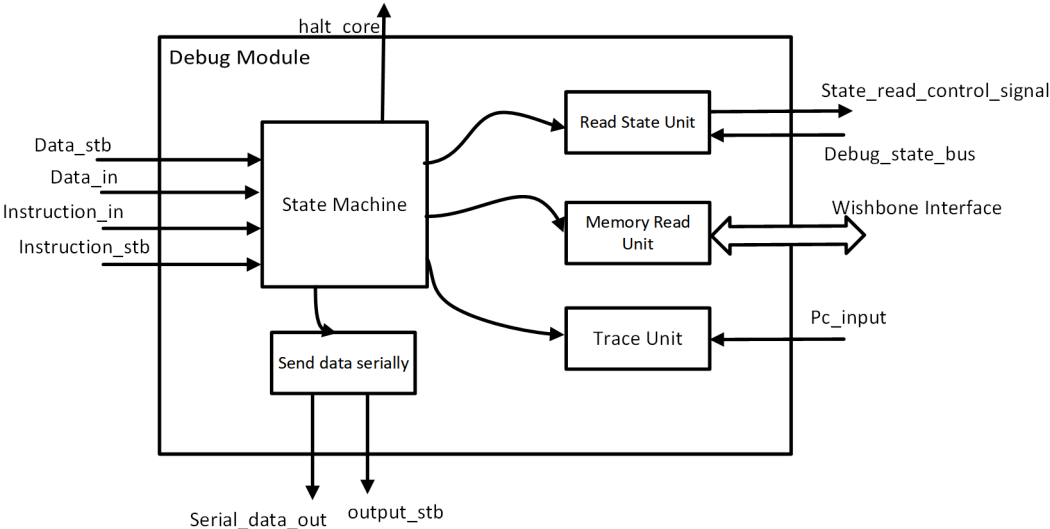 halt_core
Debug Module
State_read_control_signal
Read State Unit
Data_stb
Debug_state_bus
Data_in
State Machine
Instruction_in
Wishbone Interface
Memory Read
Unit
Instruction_stb
Pc_input
Trace Unit
Send data serially
Serial_data_out
output_stb